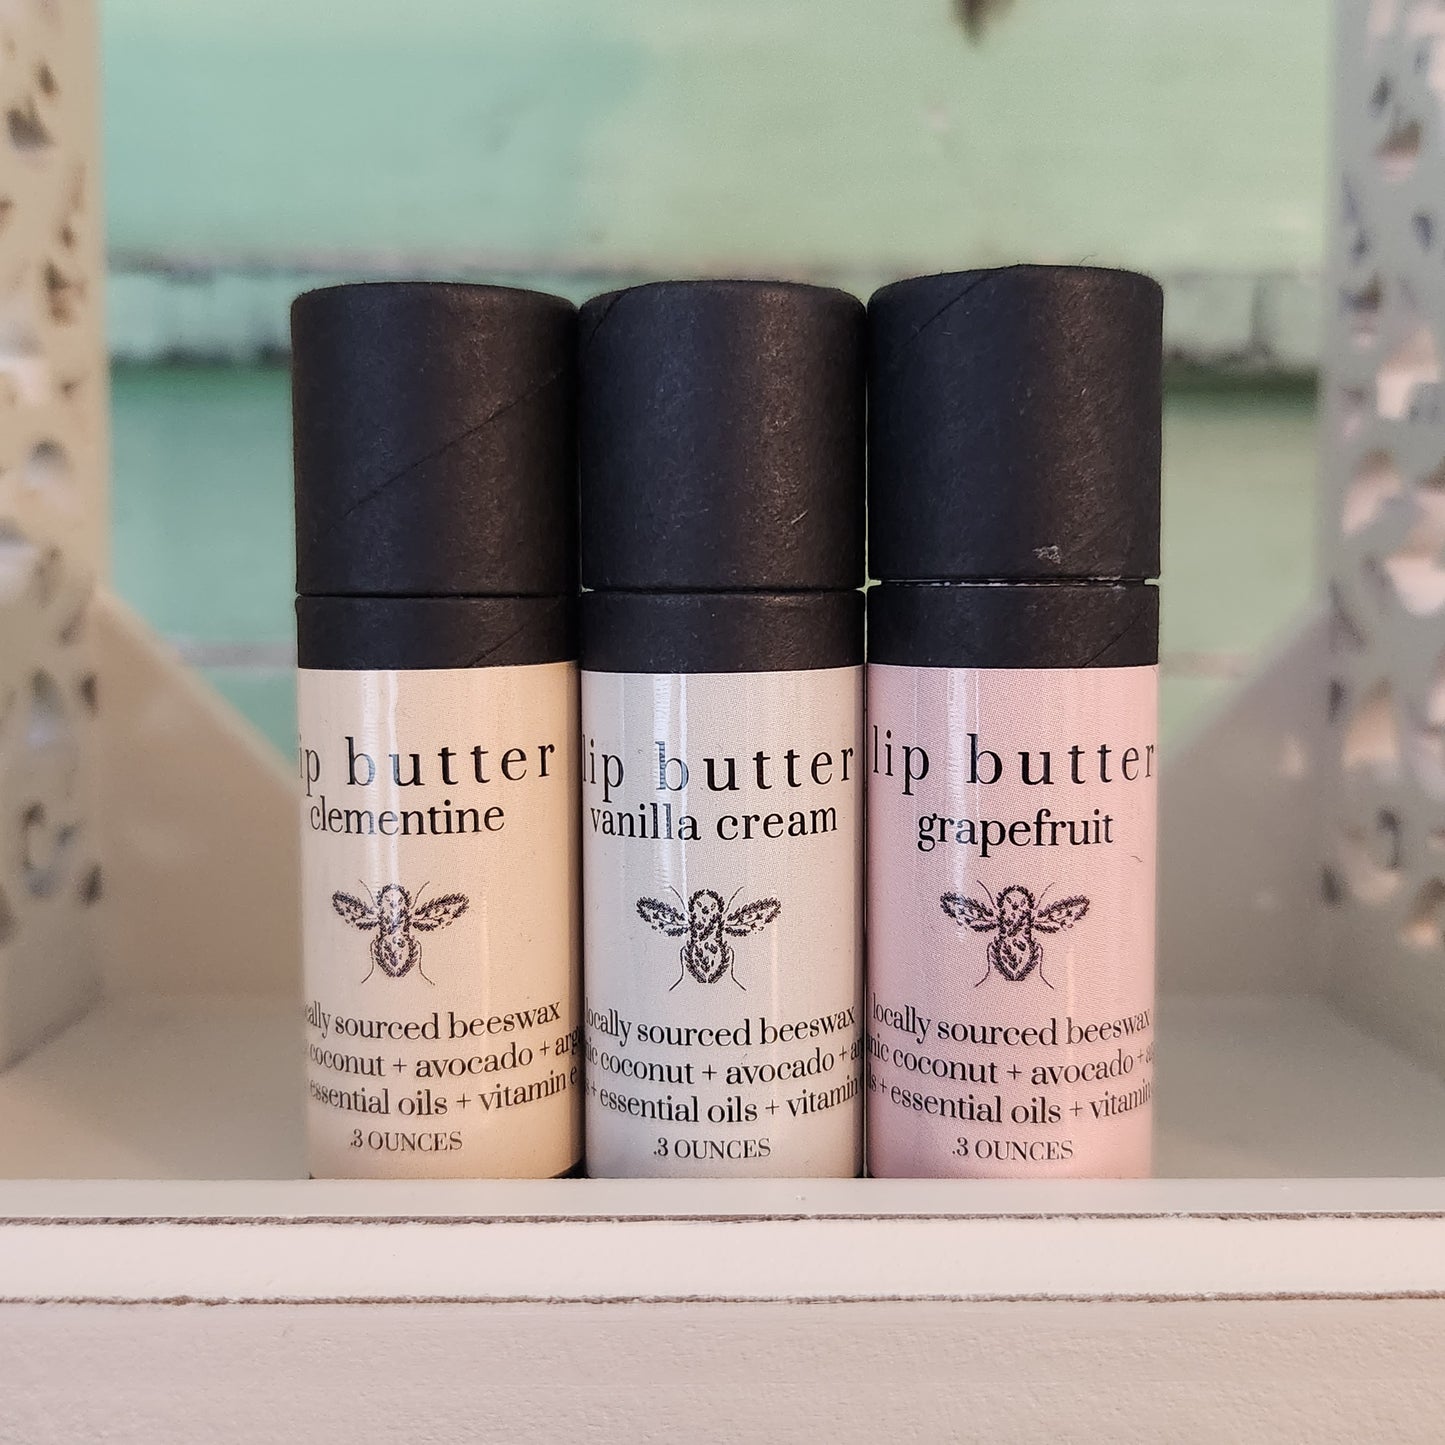 butter
clementine
sourced beeswax
coconut + avocado +
essential oils + vitamin e
.3 OUNCES
lip butter
vanilla cream
locally sourced beeswax
coconut + avocado +
+ essential oils + vitamin
.3 OUNCES
lip butter
grapefruit
locally sourced beeswax
coconut + avocado +
+ essential oils + vitamin
.3 OUNCES